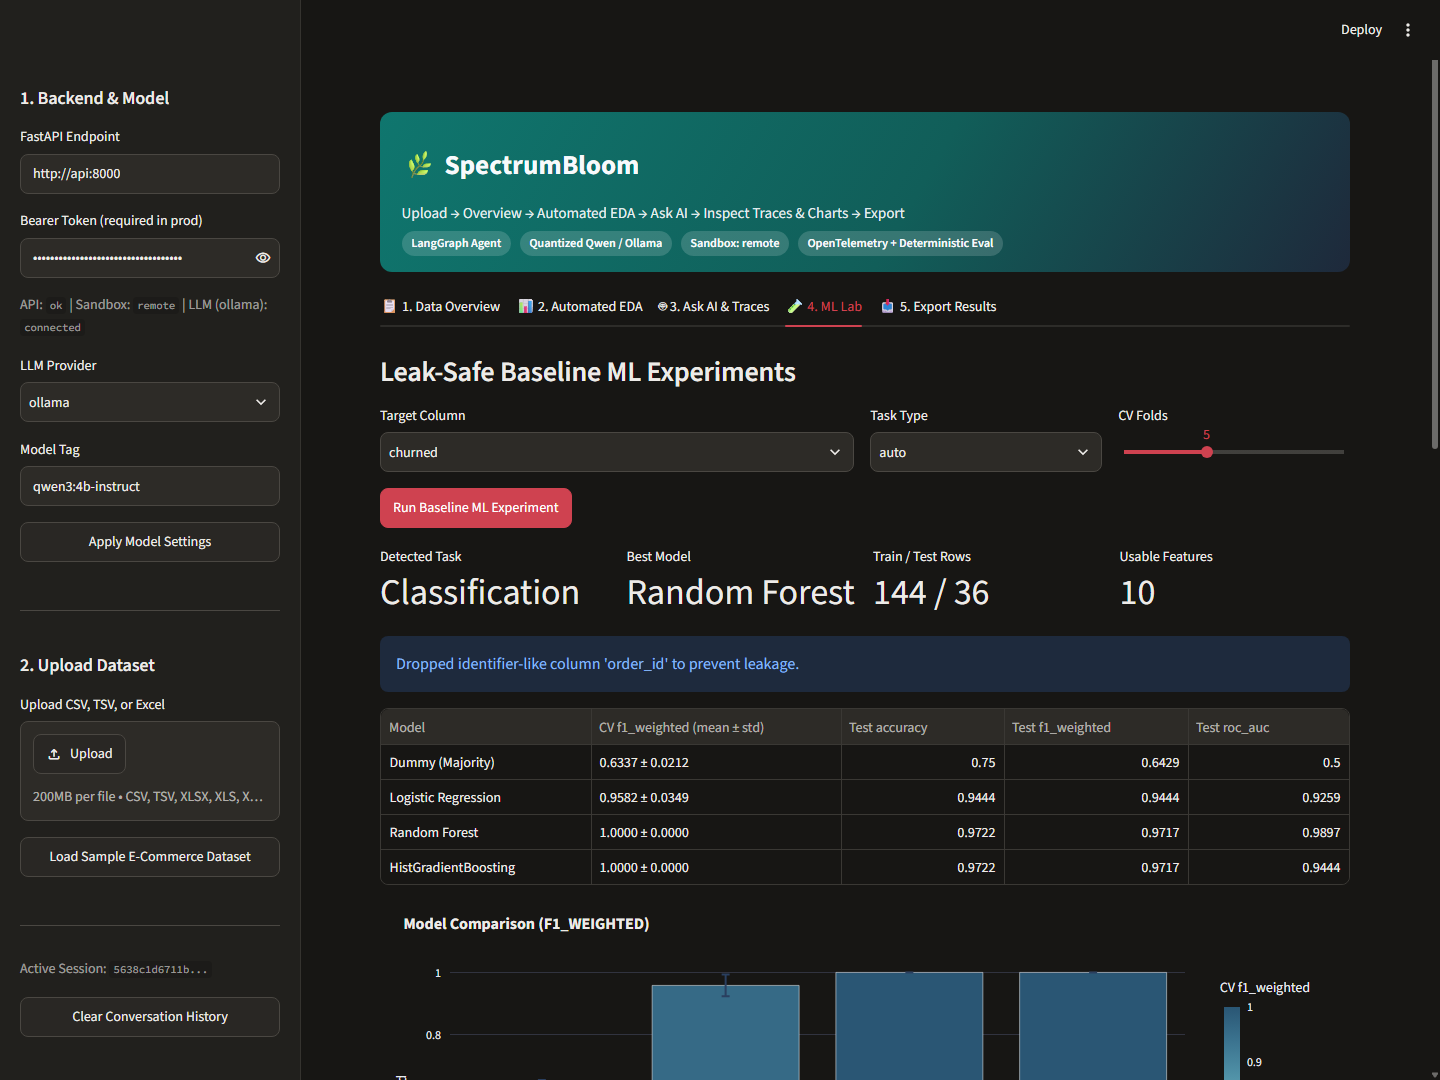 Deploy
1. Backend & Model
FastAPI Endpoint
http://api:8000
Bearer Token (required in prod)
••••••••••••••••••••••••••••••••••••
API: ok | Sandbox: remote | LLM (ollama):
connected
LLM Provider
ollama
Model Tag
qwen3:4b-instruct
Apply Model Settings
2. Upload Dataset
Upload CSV, TSV, or Excel
Upload
200MB per file • CSV, TSV, XLSX, XLS, X...
Load Sample E-Commerce Dataset
Active Session: 5638c1d6711b...
Clear Conversation History
SpectrumBloom
Upload → Overview → Automated EDA → Ask AI → Inspect Traces & Charts → Export
LangGraph Agent Quantized Qwen / Ollama Sandbox: remote OpenTelemetry + Deterministic Eval
1. Data Overview 2. Automated EDA 3. Ask AI & Traces 4. ML Lab 5. Export Results
Leak-Safe Baseline ML Experiments
Target Column Task Type CV Folds
5
churned auto
Run Baseline ML Experiment
Detected Task Best Model Train / Test Rows Usable Features
Classification Random Forest 144 / 36 10
Dropped identifier-like column 'order_id' to prevent leakage.
Model CV f1_weighted (mean ± std) Test accuracy Test f1_weighted Test roc_auc
Dummy (Majority) 0.6337 ± 0.0212 0.75 0.6429 0.5
Logistic Regression 0.9582 ± 0.0349 0.9444 0.9444 0.9259
Random Forest 1.0000 ± 0.0000 0.9722 0.9717 0.9897
HistGradientBoosting 1.0000 ± 0.0000 0.9722 0.9717 0.9444
Model Comparison (F1_WEIGHTED)
1
0.8
CV f1_weighted
1
0.9